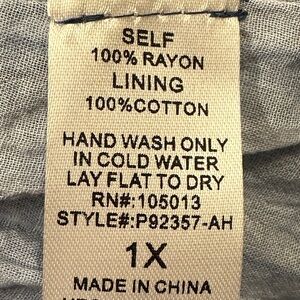 SELF
100% RAYON
LINING
100%COTTON
HAND WASH ONLY
IN COLD WATER
LAY FLAT TO DRY
RN#:105013
STYLE#:P92357-AH
1X
MADE IN CHINA